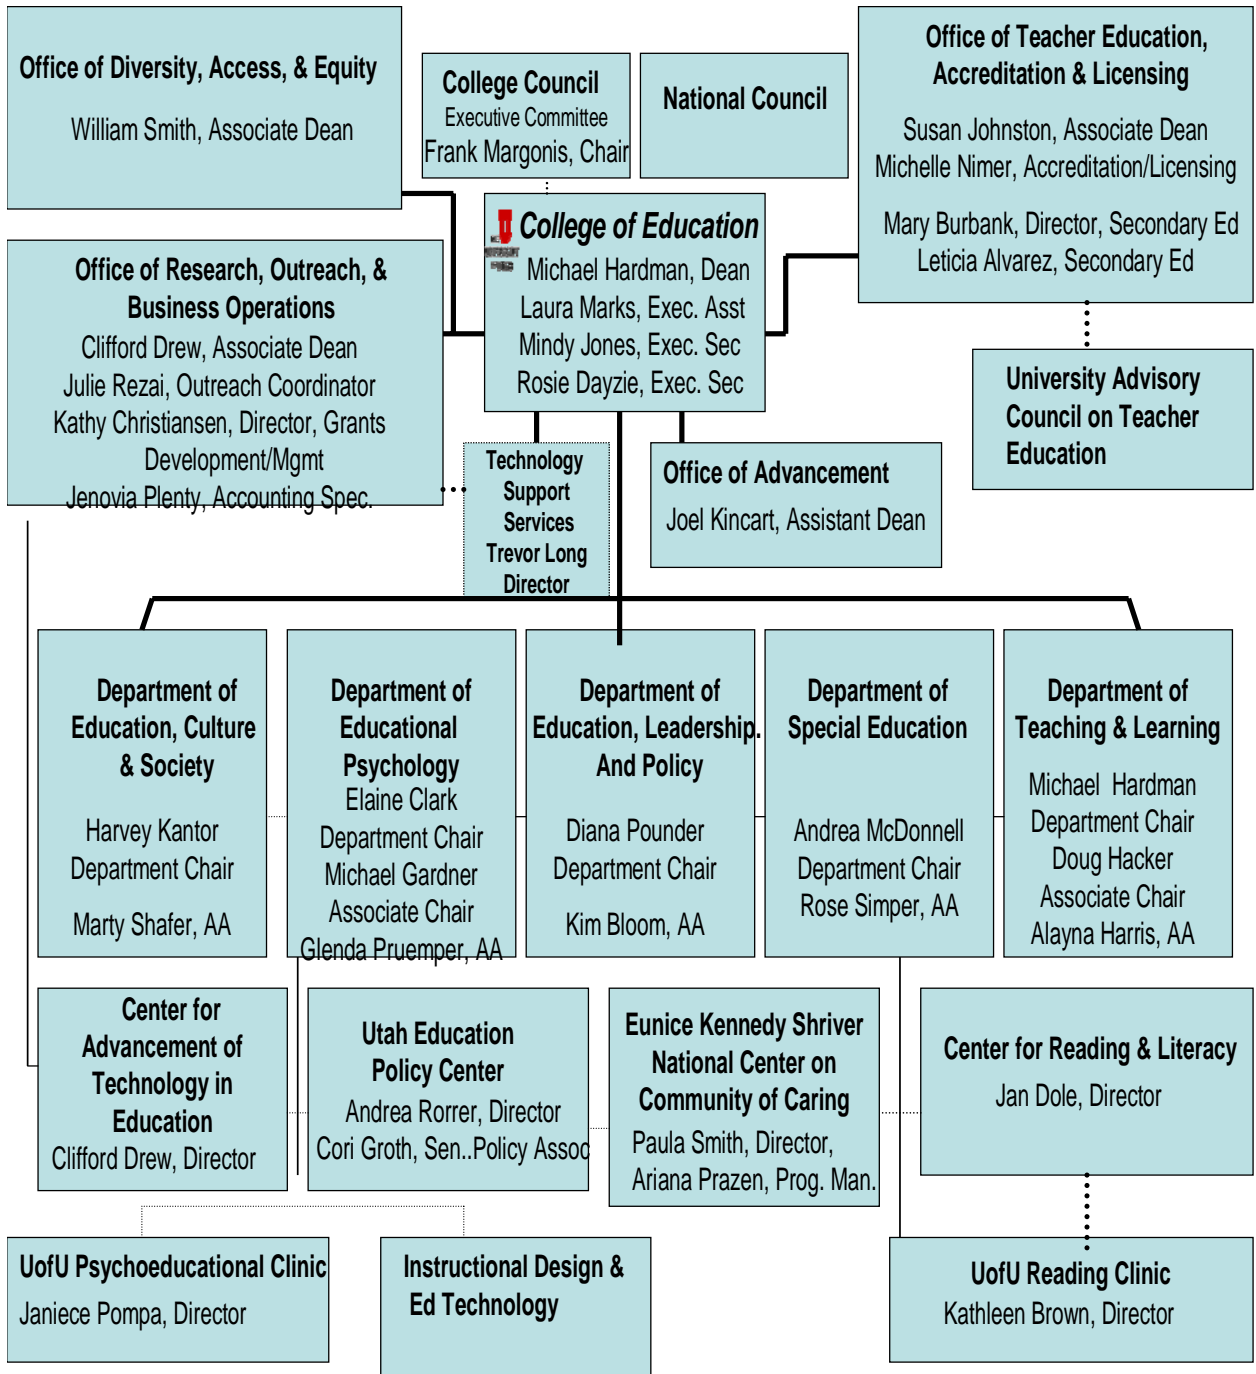 Office of Diversity, Access, & Equity
William Smith, Associate Dean
College Council
Executive Committee
Frank Margonis, Chair
National Council
Office of Teacher Education,
Accreditation & Licensing
Susan Johnston, Associate Dean
Michelle Nimer, Accreditation/Licensing
Mary Burbank, Director, Secondary Ed
Leticia Alvarez, Secondary Ed
College of Education
Michael Hardman, Dean
Laura Marks, Exec. Asst
Mindy Jones, Exec. Sec
Rosie Dayzie, Exec. Sec
Office of Research, Outreach, &
Business Operations
Clifford Drew, Associate Dean
Julie Rezai, Outreach Coordinator
Kathy Christiansen, Director, Grants
Development/Mgmt
Jenovia Plenty, Accounting Spec.
University Advisory
Council on Teacher
Education
Technology
Support
Services
Trevor Long
Director
Office of Advancement
Joel Kincart, Assistant Dean
Department of
Education, Culture
& Society
Harvey Kantor
Department Chair
Marty Shafer, AA
Department of
Educational
Psychology
Elaine Clark
Department Chair
Michael Gardner
Associate Chair
Glenda Pruemper, AA
Department of
Education, Leadership.
And Policy
Diana Pounder
Department Chair
Kim Bloom, AA
Department of
Special Education
Andrea McDonnell
Department Chair
Rose Simper, AA
Department of
Teaching & Learning
Michael Hardman
Department Chair
Doug Hacker
Associate Chair
Alayna Harris, AA
Center for
Advancement of
Technology in
Education
Clifford Drew, Director
Utah Education
Policy Center
Andrea Rorrer, Director
Cori Groth, Sen..Policy Assoc
Eunice Kennedy Shriver
National Center on
Community of Caring
Paula Smith, Director,
Ariana Prazen, Prog. Man.
Center for Reading & Literacy
Jan Dole, Director
UofU Psychoeducational Clinic
Janiece Pompa, Director
Instructional Design &
Ed Technology
UofU Reading Clinic
Kathleen Brown, Director